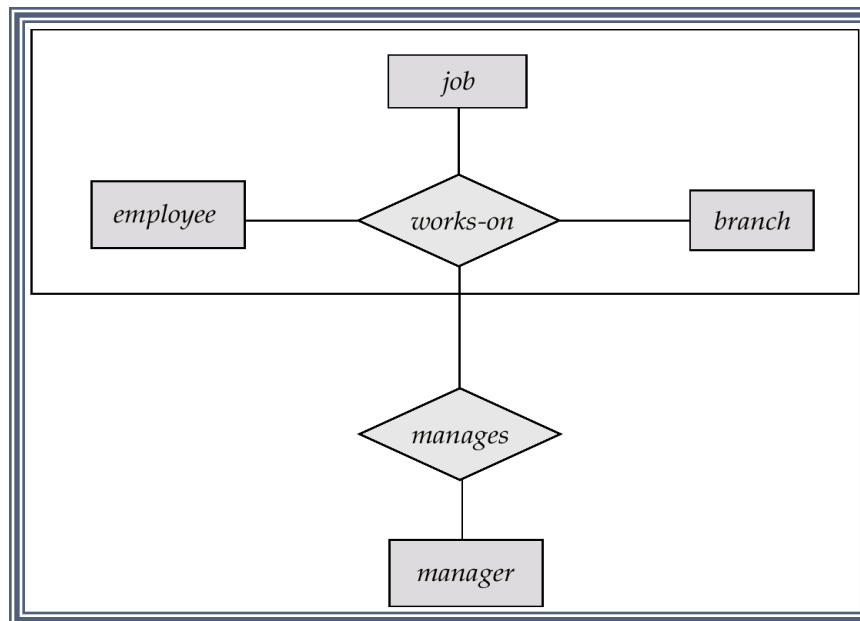 job
employee
works-on
branch
manages
manager